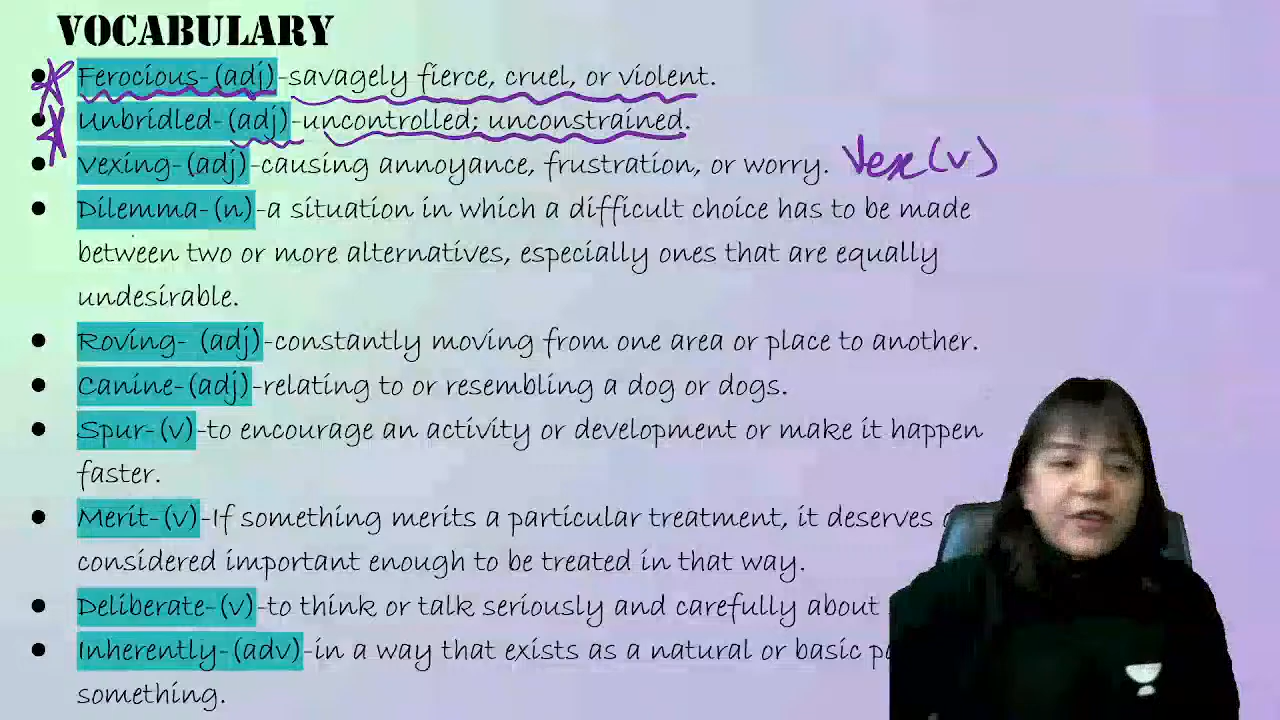 VOCABULARY
• Ferocious-(adj)-savagely fierce, cruel, or violent.
• Unbridled-(adj)-uncontrolled; unconstrained.
• Vexing-(adj)-causing annoyance, frustration, or worry. Vex(v)
• Dilemma-(n)-a situation in which a difficult choice has to be made
between two or more alternatives, especially ones that are equally
undesirable.
• Roving- (adj)-constantly moving from one area or place to another.
• Canine-(adj)-relating to or resembling a dog or dogs.
• Spur-(v)-to encourage an activity or development or make it happen
faster.
• Merit-(v)-If something merits a particular treatment, it deserves
considered important enough to be treated in that way.
• Deliberate-(v)-to think or talk seriously and carefully about
• Inherently-(adv)-in a way that exists as a natural or basic
something.